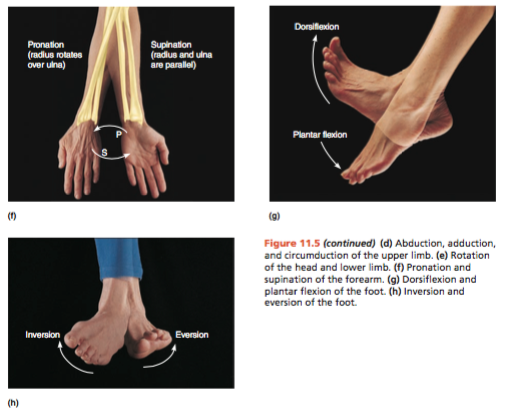 Pronation
(radius rotates
over ulna)
Supination
(radius and ulna
are parallel)
P
S
(f)
Dorsiflexion
Plantar flexion
(g)
Figure 11.5 (continued) (d) Abduction, adduction,
and circumduction of the upper limb. (e) Rotation
of the head and lower limb. (f) Pronation and
supination of the forearm. (g) Dorsiflexion and
plantar flexion of the foot. (h) Inversion and
eversion of the foot.
Inversion
Eversion
(h)